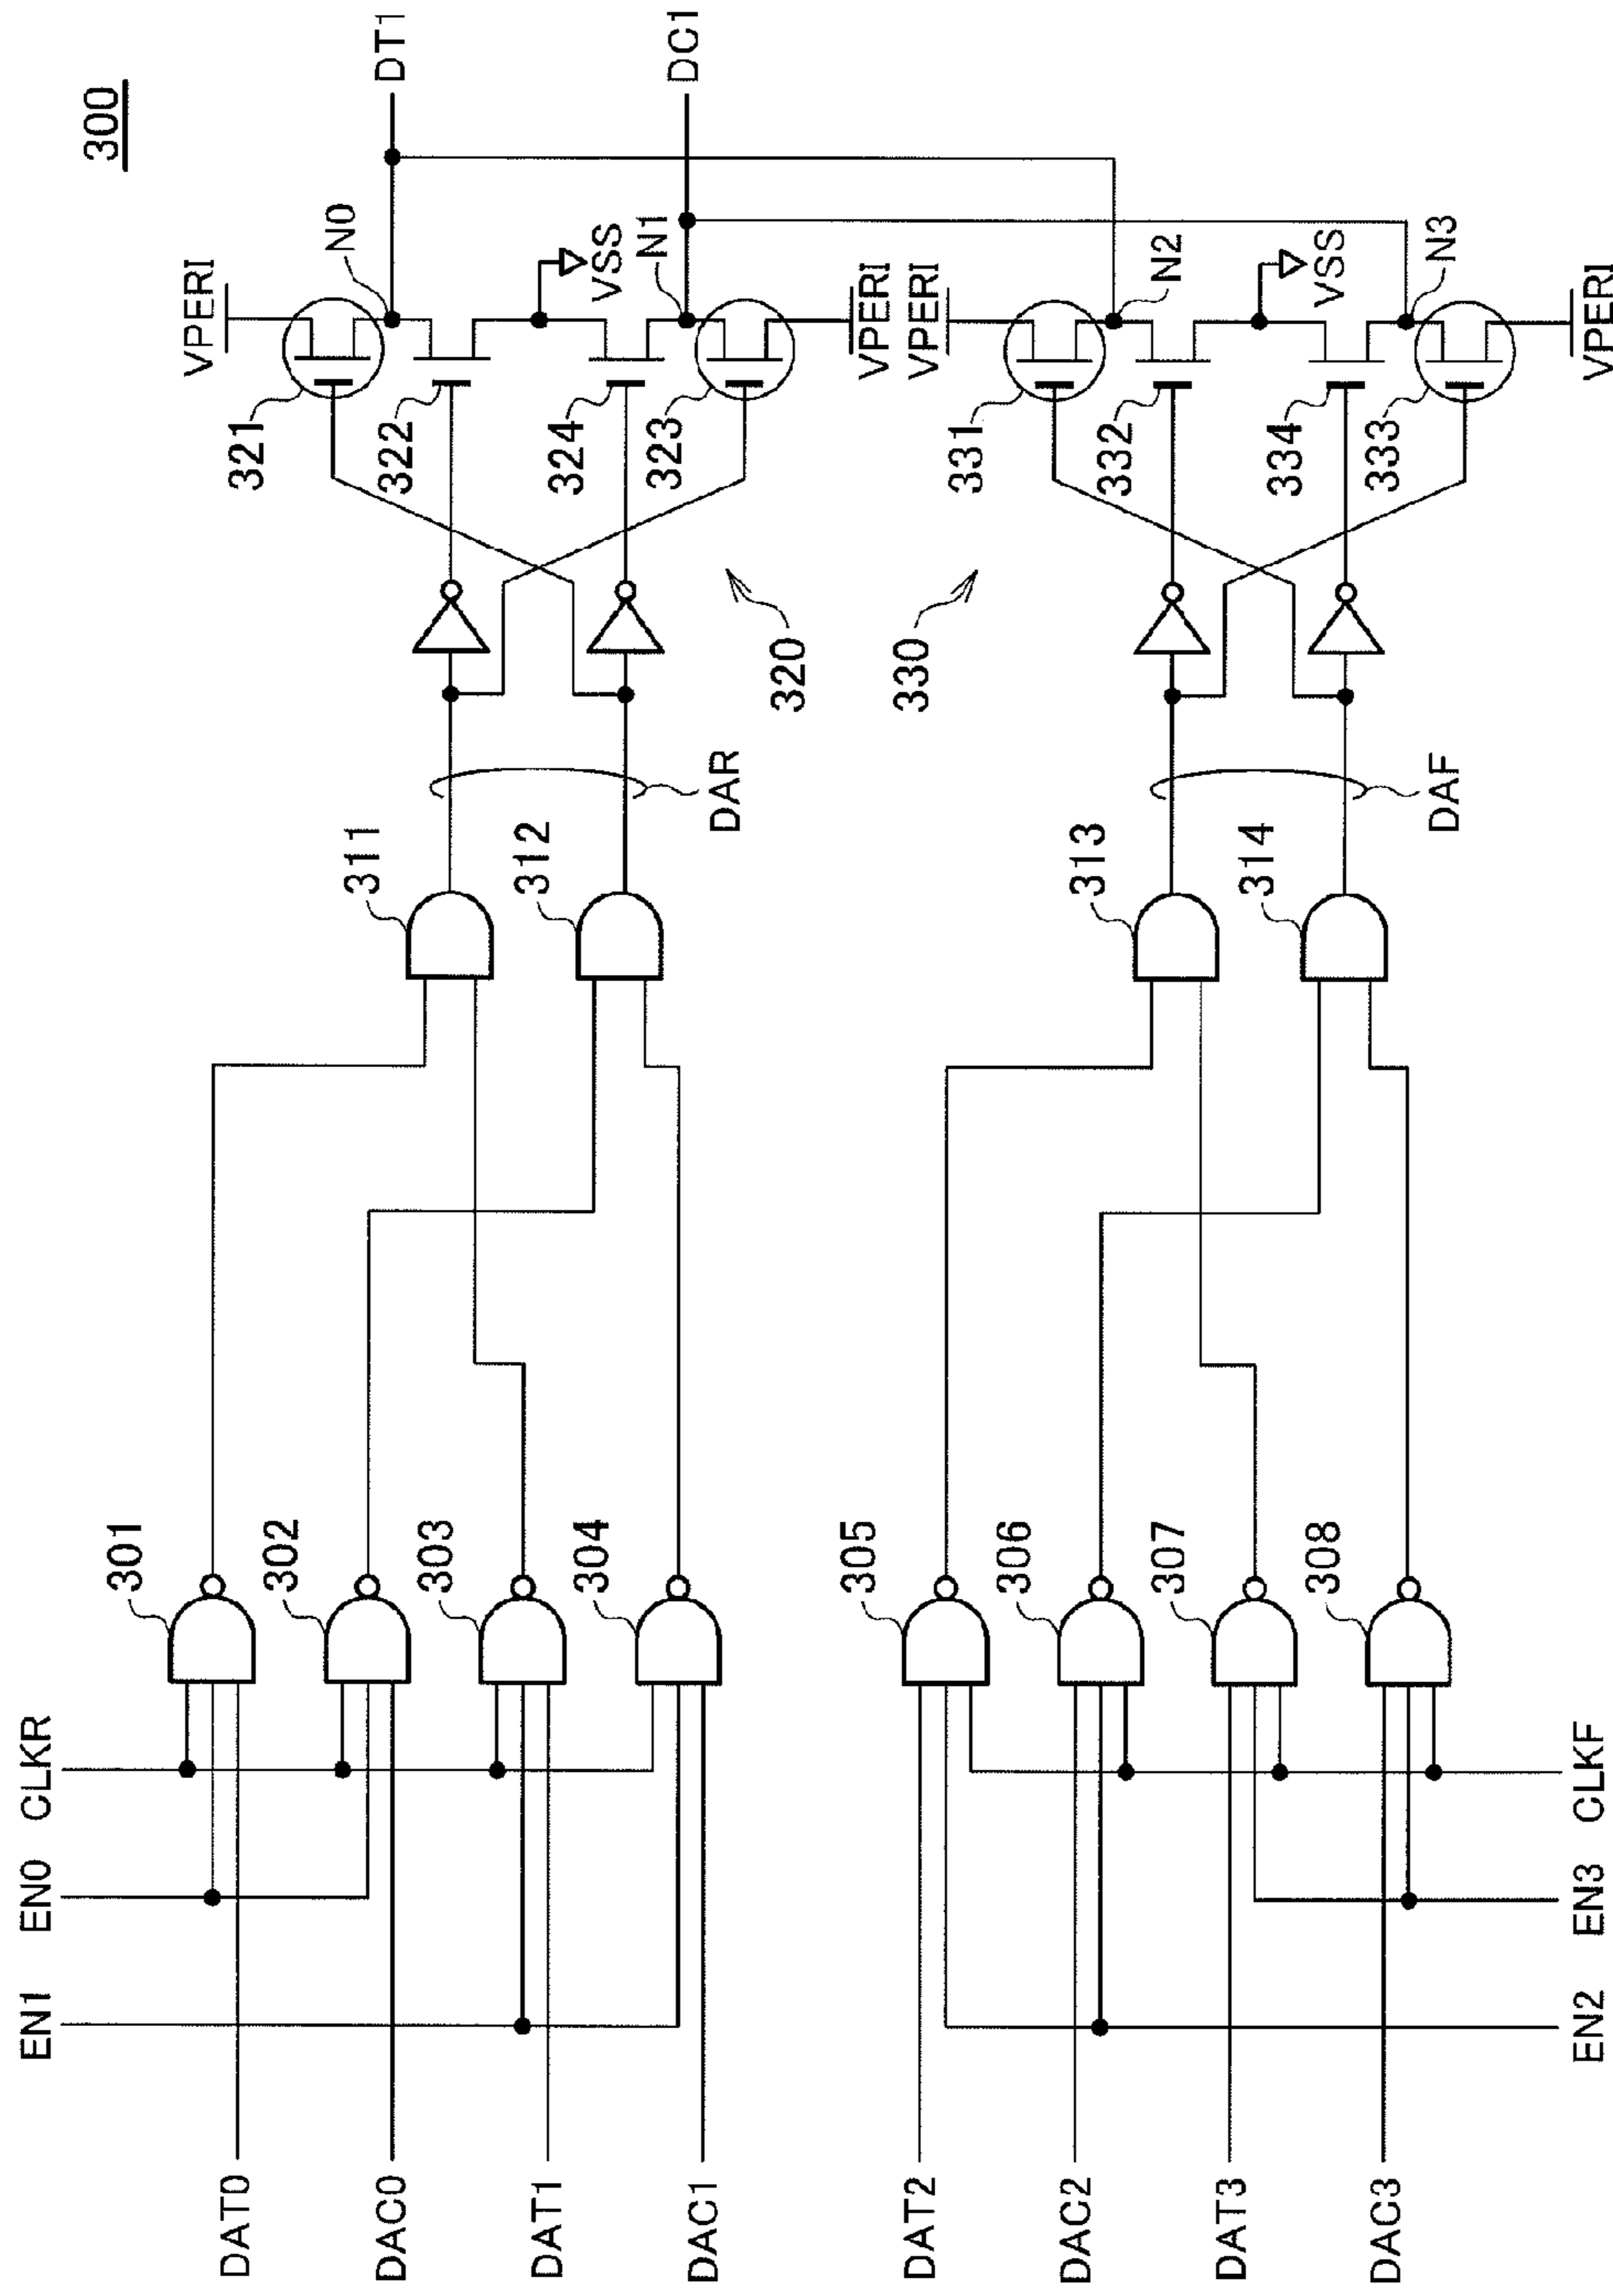 300
EN1
EN0
CLKR
DAT0
DAC0
DAT1
DAC1
301
302
303
304
311
312
DAR
320
321
322
324
323
VPERI
N0
VSS
N1
VPERI
DT1
DC1
DAT2
DAC2
DAT3
DAC3
305
306
307
308
EN2
EN3
CLKF
313
314
DAF
330
331
332
334
333
VPERI
N2
VSS
N3
VPERI